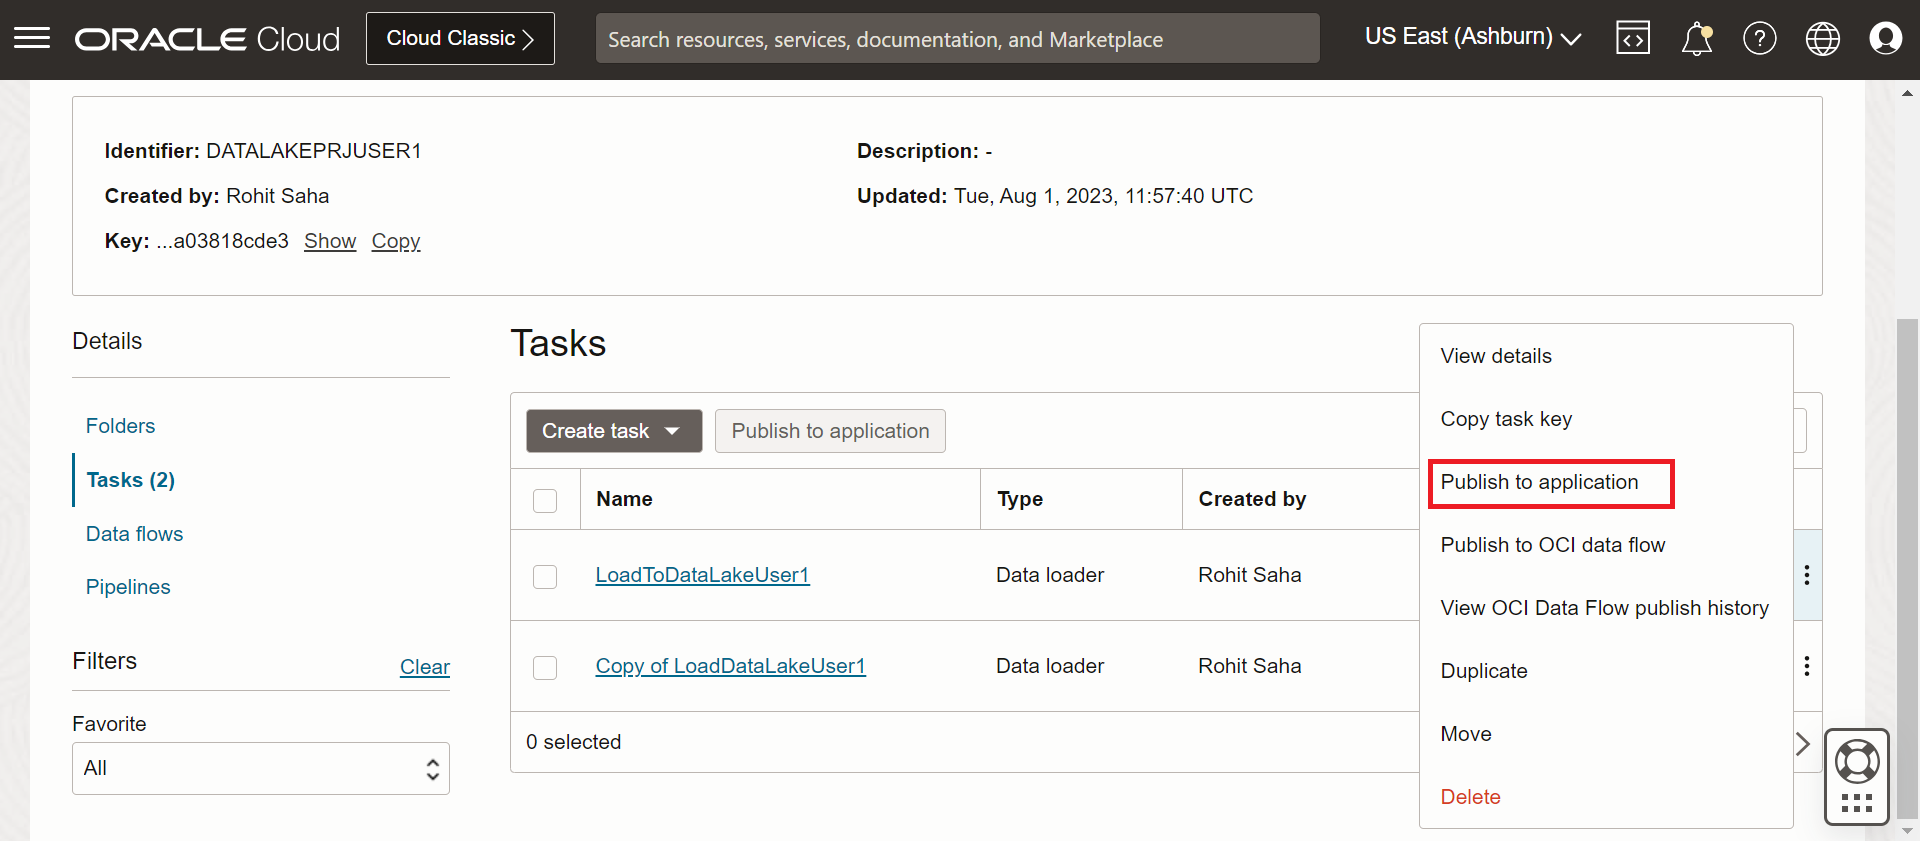 ORACLE Cloud
Cloud Classic
Search resources, services, documentation, and Marketplace
US East (Ashburn)
Identifier: DATALAKEPRJUSER1
Description: -
Created by: Rohit Saha
Updated: Tue, Aug 1, 2023, 11:57:40 UTC
Key: ...a03818cde3 Show Copy
Details
Folders
Tasks (2)
Data flows
Pipelines
Filters
Clear
Favorite
All
Tasks
Create task
Publish to application
Name Type Created by
LoadToDataLakeUser1 Data loader Rohit Saha
Copy of LoadDataLakeUser1 Data loader Rohit Saha
0 selected
View details
Copy task key
Publish to application
Publish to OCI data flow
View OCI Data Flow publish history
Duplicate
Move
Delete